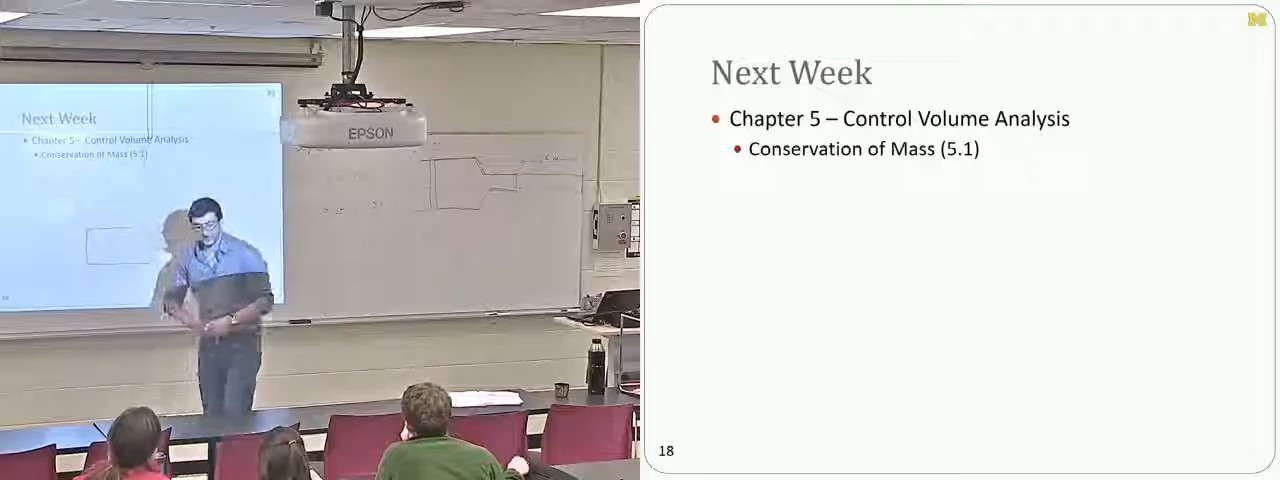 Next Week
• Chapter 5 – Control Volume Analysis
• Conservation of Mass (5.1)
EPSON
M
Next Week
• Chapter 5 – Control Volume Analysis
• Conservation of Mass (5.1)
18